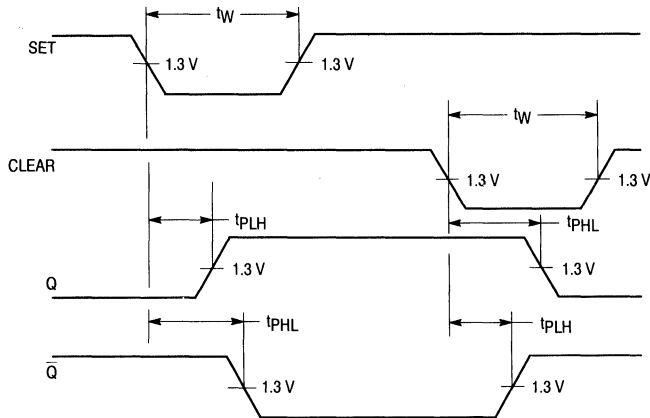 tW
SET
1.3 V
1.3 V
tW
CLEAR
1.3 V
1.3 V
tPLH
tPHL
Q
1.3 V
1.3 V
tPHL
tPLH
Q̅
1.3 V
1.3 V